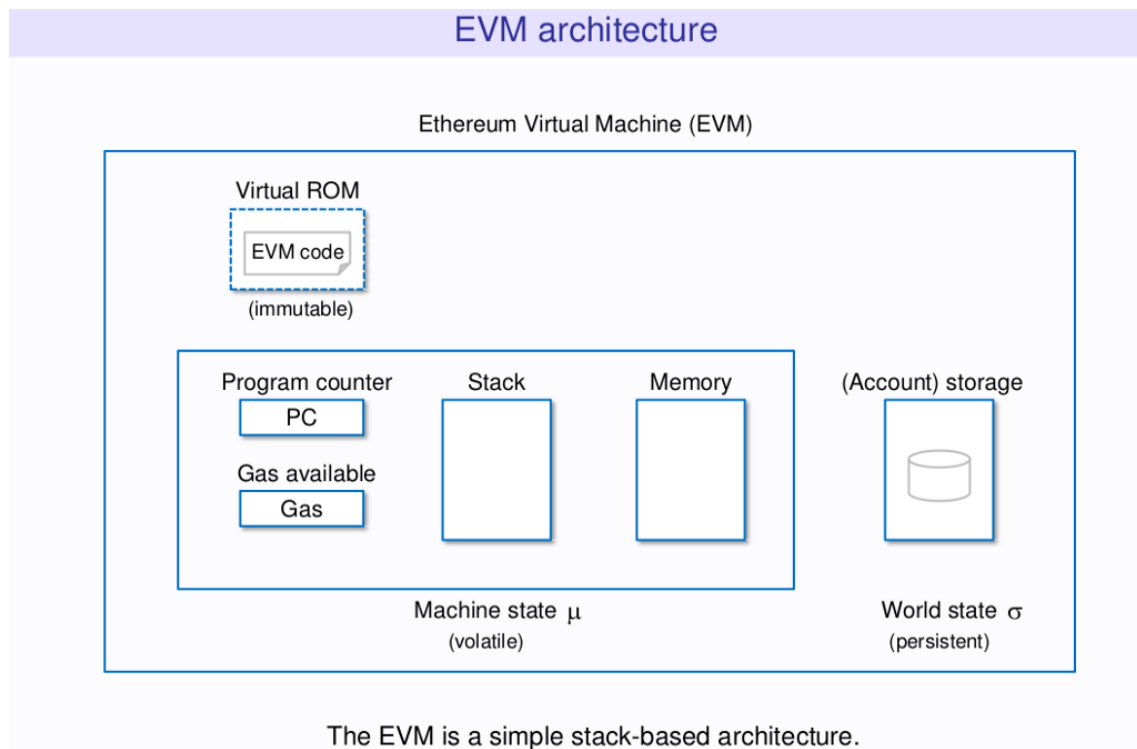 EVM architecture
Ethereum Virtual Machine (EVM)
Virtual ROM
EVM code
(immutable)
Program counter
PC
Gas available
Gas
Stack
Memory
(Account) storage
Machine state μ
(volatile)
World state σ
(persistent)
The EVM is a simple stack-based architecture.